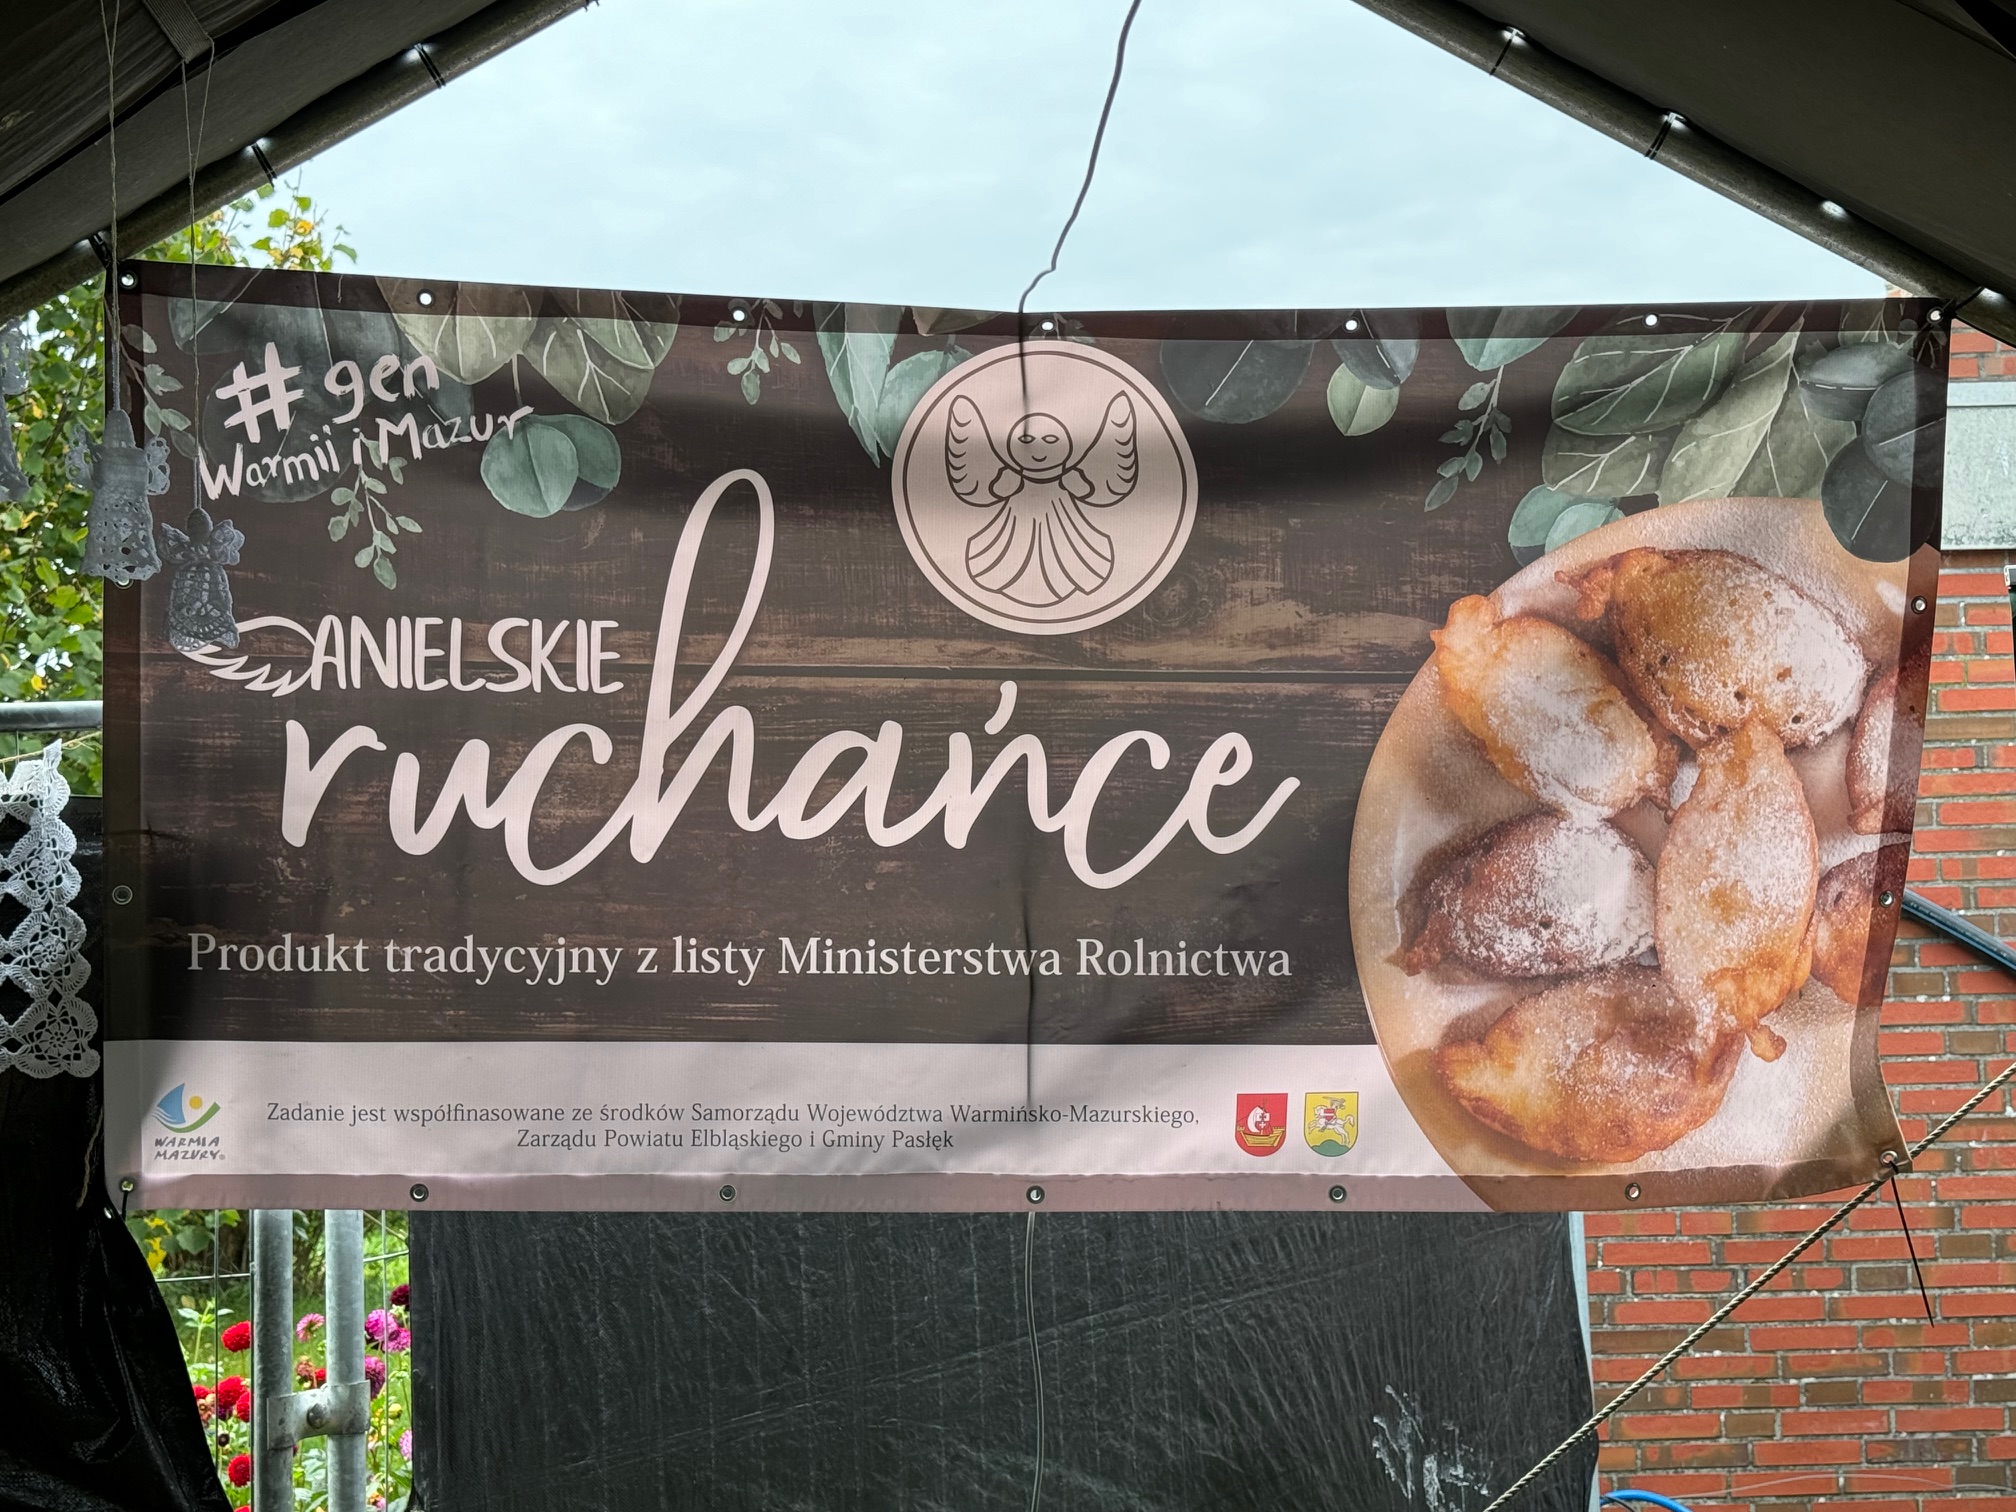 #gen
Warmii i Mazur
ANIELSKIE
ruchańce
Produkt tradycyjny z listy Ministerstwa Rolnictwa
WARMIA
MAZURY®
Zadanie jest współfinasowane ze środków Samorządu Województwa Warmińsko-Mazurskiego,
Zarządu Powiatu Elbląskiego i Gminy Pasłęk